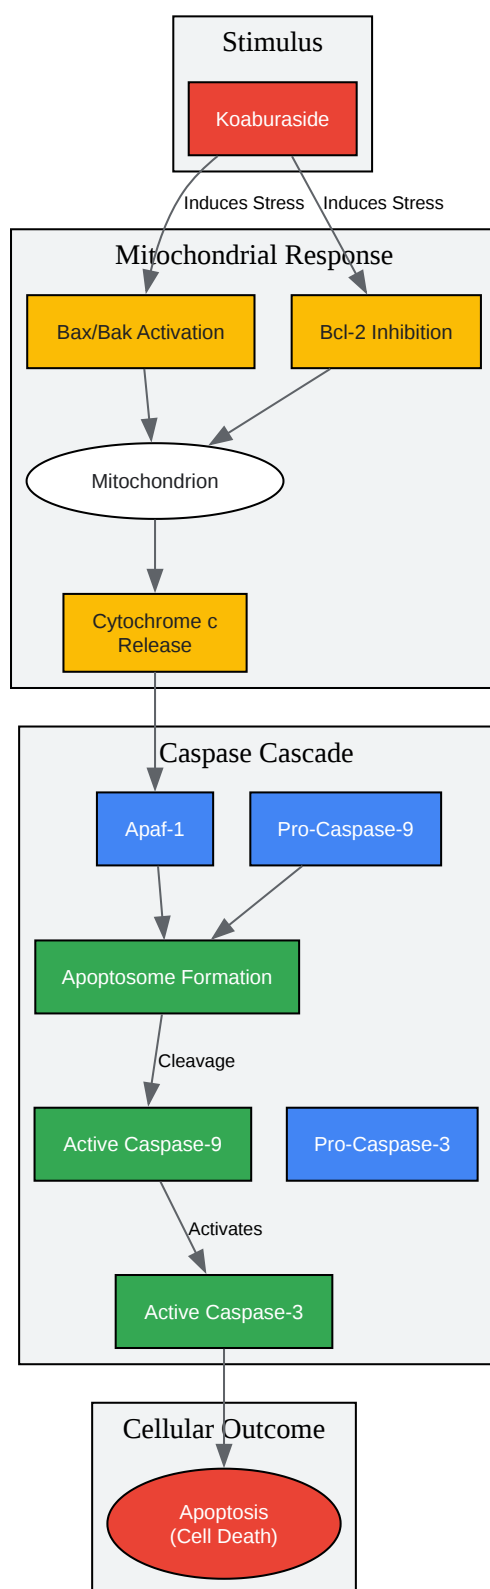 Stimulus
Koaburaside
Induces Stress
Induces Stress
Mitochondrial Response
Bax/Bak Activation
Bcl-2 Inhibition
Mitochondrion
Cytochrome c
Release
Caspase Cascade
Apaf-1
Pro-Caspase-9
Apoptosome Formation
Cleavage
Active Caspase-9
Pro-Caspase-3
Activates
Active Caspase-3
Cellular Outcome
Apoptosis
(Cell Death)